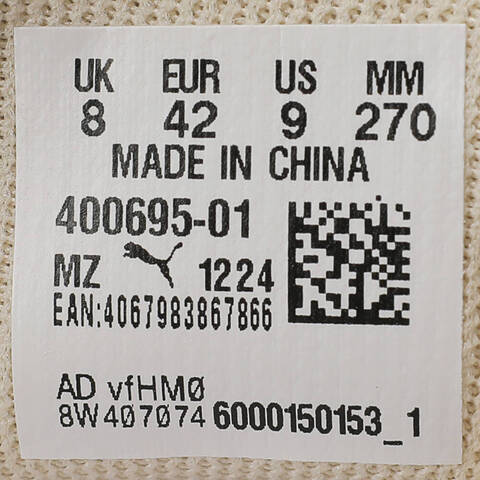 UK EUR US MM
8 42 9 270
MADE IN CHINA
400695-01
MZ 1224
EAN:4067983867866
AD vfHMØ
8W407074 6000150153_1